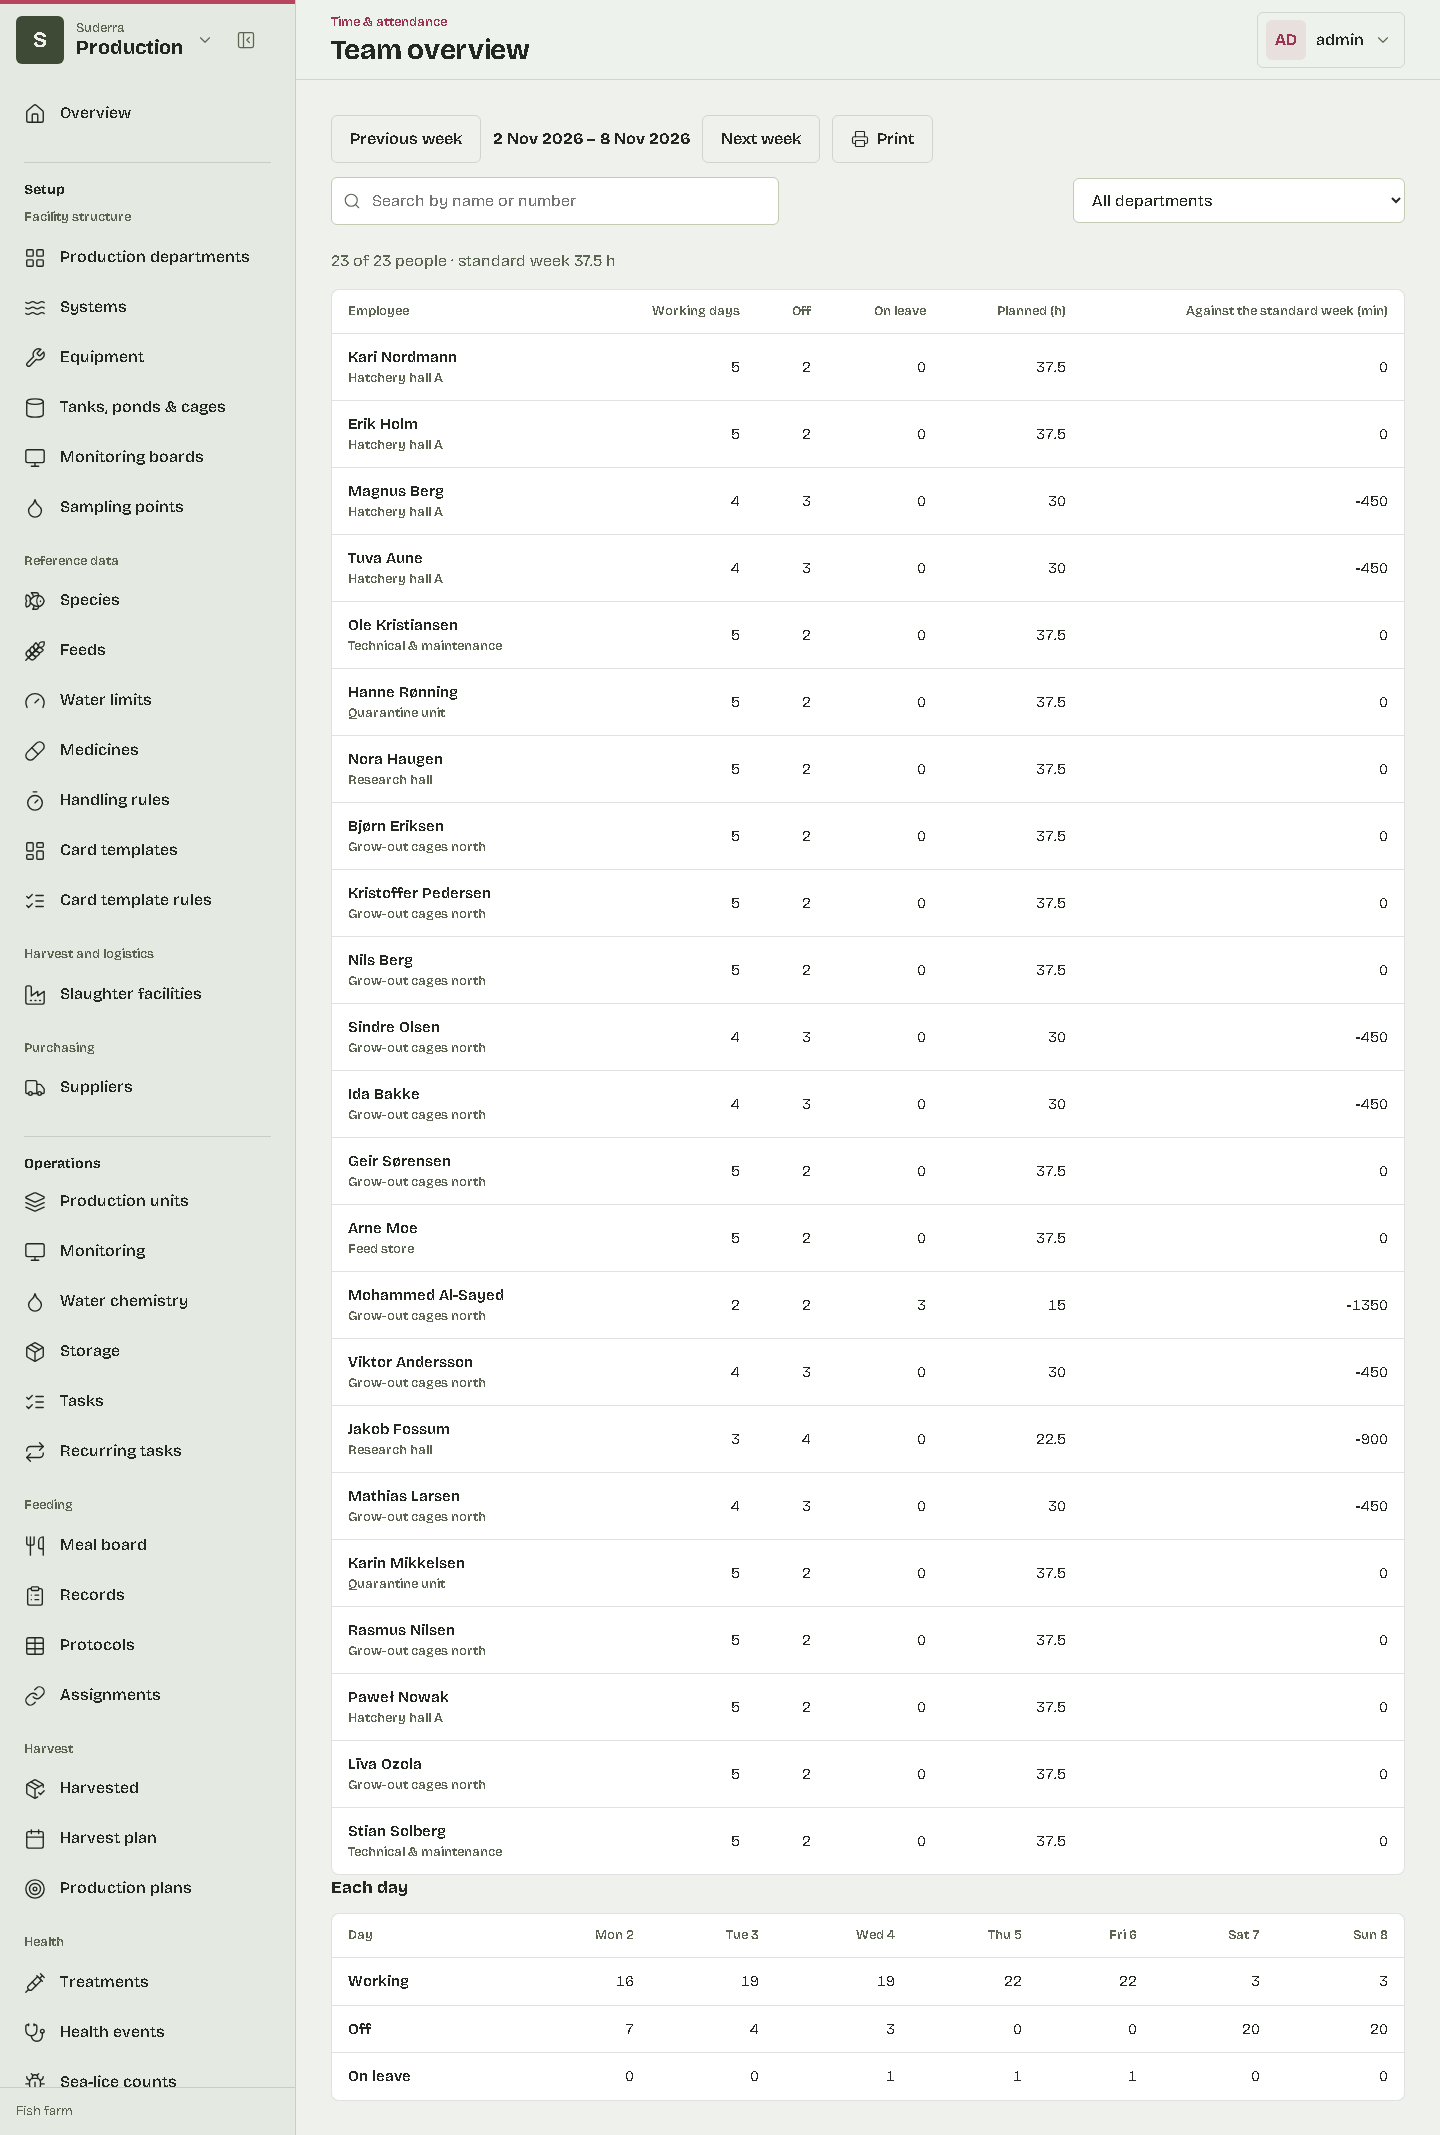 S
Suderra
Production
Overview
Setup
Facility structure
Production departments
Systems
Equipment
Tanks, ponds & cages
Monitoring boards
Sampling points
Reference data
Species
Feeds
Water limits
Medicines
Handling rules
Card templates
Card template rules
Harvest and logistics
Slaughter facilities
Purchasing
Suppliers
Operations
Production units
Monitoring
Water chemistry
Storage
Tasks
Recurring tasks
Feeding
Meal board
Records
Protocols
Assignments
Harvest
Harvested
Harvest plan
Production plans
Health
Treatments
Health events
Sea-lice counts
Fish farm
Time & attendance
Team overview
AD admin
Previous week 2 Nov 2026 – 8 Nov 2026 Next week Print
Search by name or number All departments
23 of 23 people · standard week 37.5 h
Employee Working days Off On leave Planned (h) Against the standard week (min)
Kari Nordmann 5 2 0 37.5 0
Hatchery hall A
Erik Holm 5 2 0 37.5 0
Hatchery hall A
Magnus Berg 4 3 0 30 -450
Hatchery hall A
Tuva Aune 4 3 0 30 -450
Hatchery hall A
Ole Kristiansen 5 2 0 37.5 0
Technical & maintenance
Hanne Rønning 5 2 0 37.5 0
Quarantine unit
Nora Haugen 5 2 0 37.5 0
Research hall
Bjørn Eriksen 5 2 0 37.5 0
Grow-out cages north
Kristoffer Pedersen 5 2 0 37.5 0
Grow-out cages north
Nils Berg 5 2 0 37.5 0
Grow-out cages north
Sindre Olsen 4 3 0 30 -450
Grow-out cages north
Ida Bakke 4 3 0 30 -450
Grow-out cages north
Geir Sørensen 5 2 0 37.5 0
Grow-out cages north
Arne Moe 5 2 0 37.5 0
Feed store
Mohammed Al-Sayed 2 2 3 15 -1350
Grow-out cages north
Viktor Andersson 4 3 0 30 -450
Grow-out cages north
Jakob Fossum 3 4 0 22.5 -900
Research hall
Mathias Larsen 4 3 0 30 -450
Grow-out cages north
Karin Mikkelsen 5 2 0 37.5 0
Quarantine unit
Rasmus Nilsen 5 2 0 37.5 0
Grow-out cages north
Paweł Nowak 5 2 0 37.5 0
Hatchery hall A
Līva Ozola 5 2 0 37.5 0
Grow-out cages north
Stian Solberg 5 2 0 37.5 0
Technical & maintenance
Each day
Day Mon 2 Tue 3 Wed 4 Thu 5 Fri 6 Sat 7 Sun 8
Working 16 19 19 22 22 3 3
Off 7 4 3 0 0 20 20
On leave 0 0 1 1 1 0 0